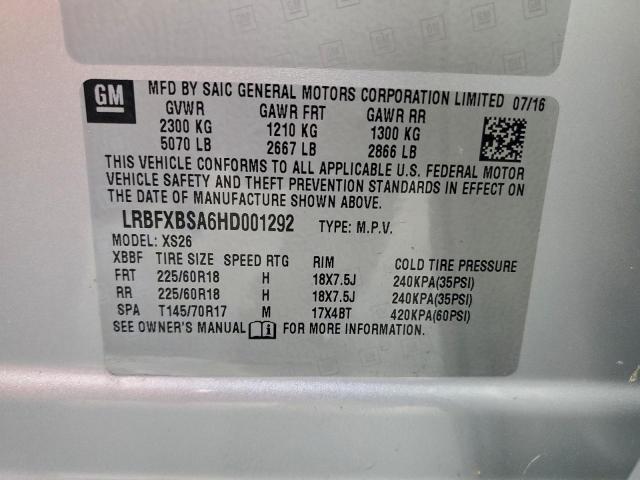 GM
MFD BY SAIC GENERAL MOTORS CORPORATION LIMITED 07/16
GVWR GAWR FRT GAWR RR
2300 KG 1210 KG 1300 KG
5070 LB 2667 LB 2866 LB
THIS VEHICLE CONFORMS TO ALL APPLICABLE U.S. FEDERAL MOTOR
VEHICLE SAFETY AND THEFT PREVENTION STANDARDS IN EFFECT ON
THE DATE OF MANUFACTURE SHOWN ABOVE.
LRBFXBSA6HD001292 TYPE: M.P.V.
MODEL: XS26
XBBF TIRE SIZE SPEED RTG RIM COLD TIRE PRESSURE
FRT 225/60R18 H 18X7.5J 240KPA(35PSI)
RR 225/60R18 H 18X7.5J 240KPA(35PSI)
SPA T145/70R17 M 17X4BT 420KPA(60PSI)
SEE OWNER'S MANUAL FOR MORE INFORMATION.